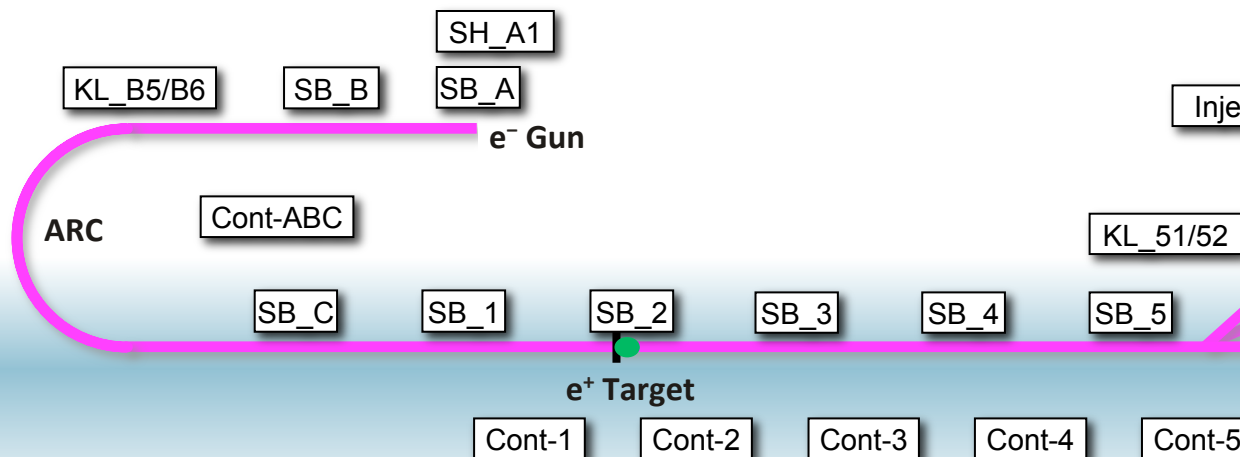 SH_A1
KL_B5/B6
SB_B
SB_A
e⁻ Gun
Inje
ARC
Cont-ABC
KL_51/52
SB_C
SB_1
SB_2
SB_3
SB_4
SB_5
e⁺ Target
Cont-1
Cont-2
Cont-3
Cont-4
Cont-5